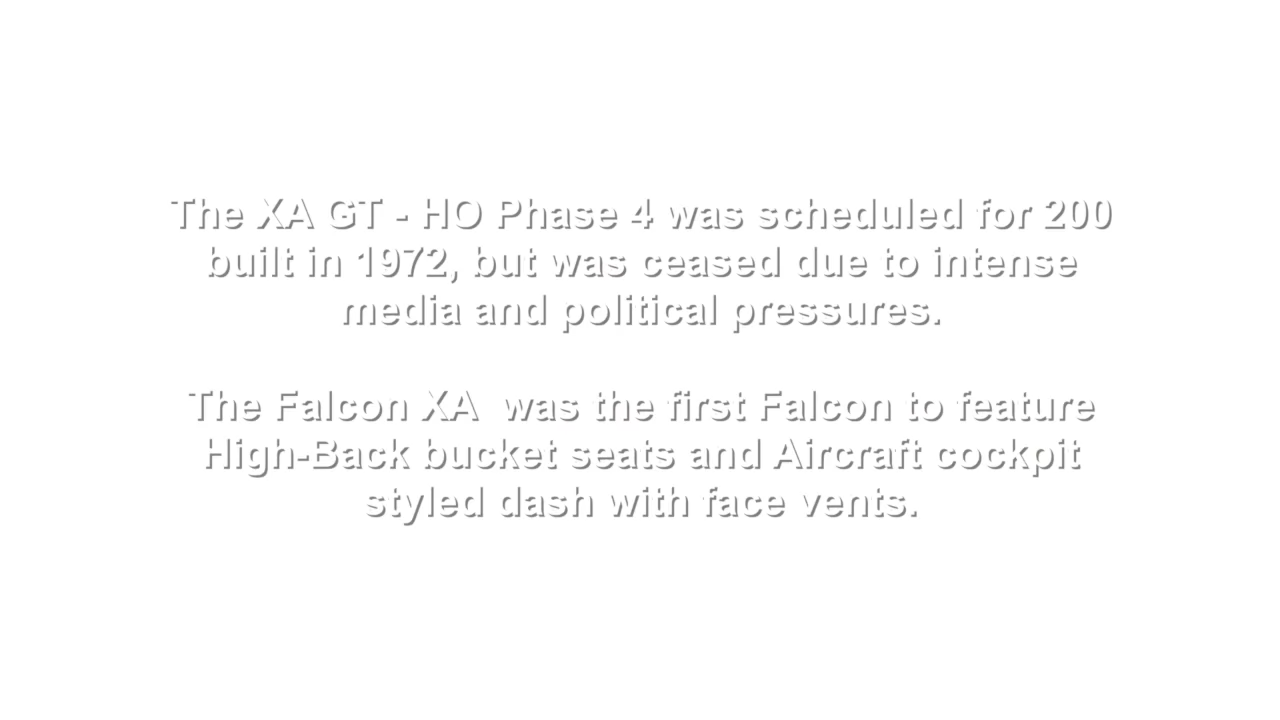 The XA GT - HO Phase 4 was scheduled for 200
built in 1972, but was ceased due to intense
media and political pressures.
The Falcon XA  was the first Falcon to feature
High-Back bucket seats and Aircraft cockpit
styled dash with face vents.